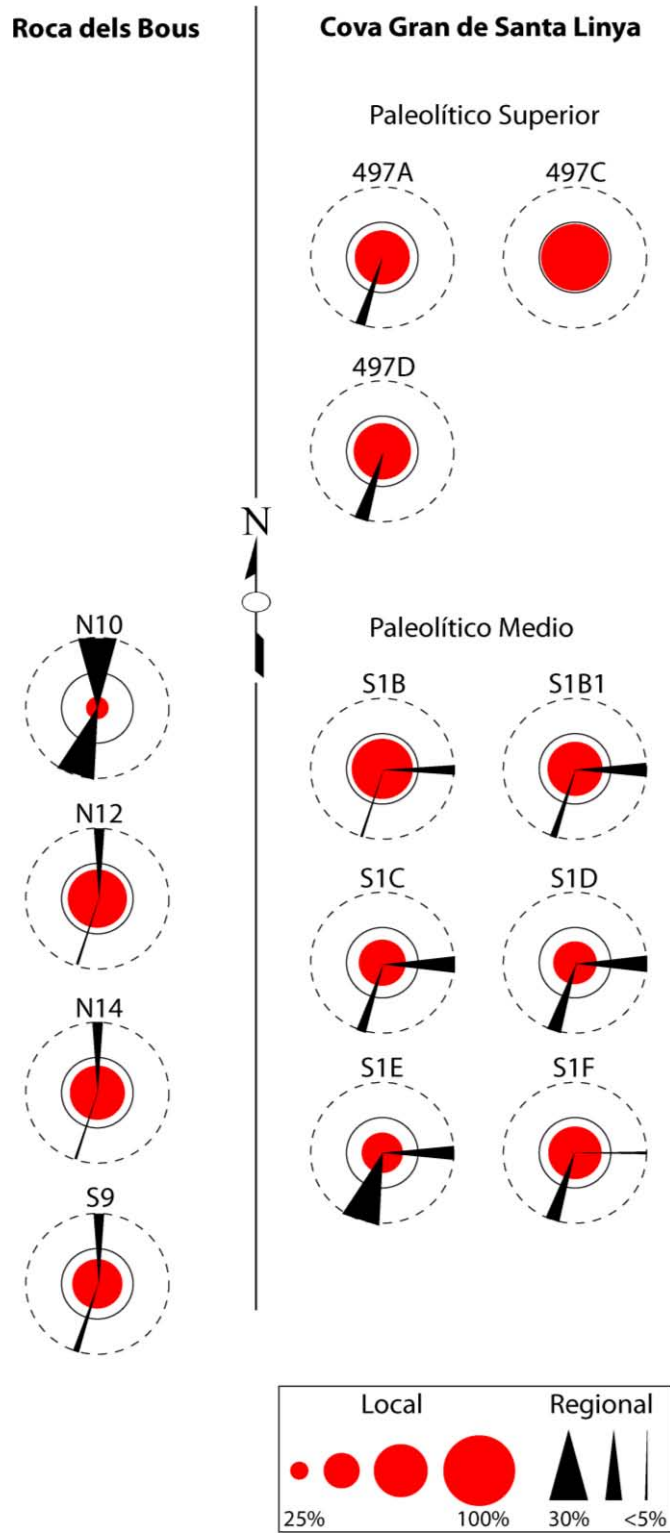 Roca dels Bous
Cova Gran de Santa Linya
Paleolítico Superior
497A
497C
497D
N
N10
N12
N14
S9
Paleolítico Medio
S1B
S1B1
S1C
S1D
S1E
S1F
Local
Regional
25%
100%
30%
<5%